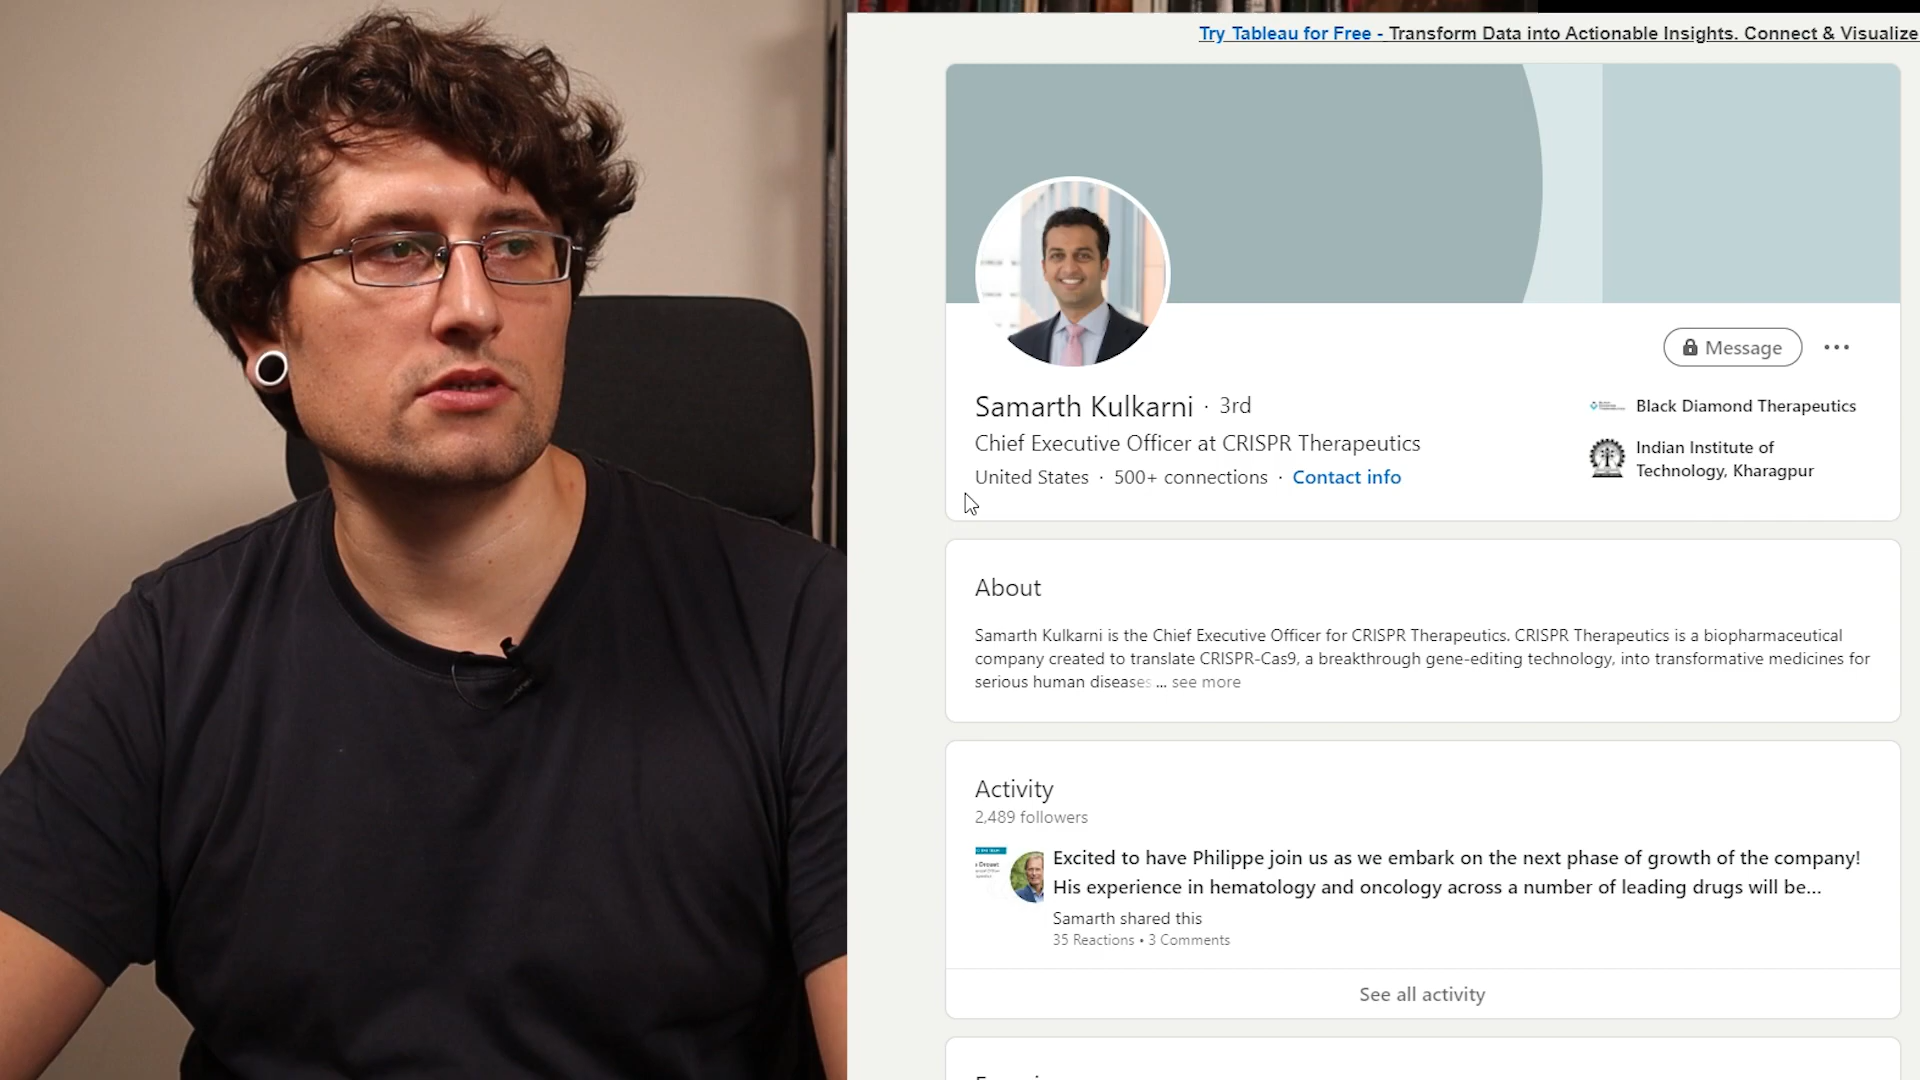 Try Tableau for Free - Transform Data into Actionable Insights. Connect & Visualize
Message
Samarth Kulkarni · 3rd
Chief Executive Officer at CRISPR Therapeutics
United States · 500+ connections · Contact info
Black Diamond Therapeutics
Indian Institute of
Technology, Kharagpur
About
Samarth Kulkarni is the Chief Executive Officer for CRISPR Therapeutics. CRISPR Therapeutics is a biopharmaceutical
company created to translate CRISPR-Cas9, a breakthrough gene-editing technology, into transformative medicines for
serious human diseases ... see more
Activity
2,489 followers
Excited to have Philippe join us as we embark on the next phase of growth of the company!
His experience in hematology and oncology across a number of leading drugs will be...
Samarth shared this
35 Reactions • 3 Comments
See all activity